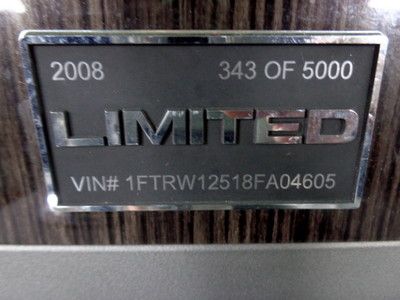 2008 343 OF 5000
LIMITED
VIN# 1FTRW12518FA04605